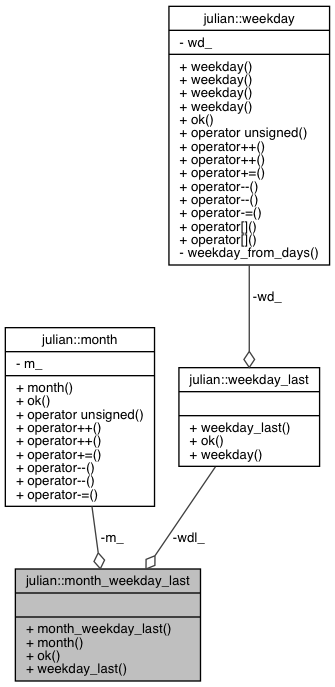 julian::weekday
- wd_
+ weekday()
+ weekday()
+ weekday()
+ weekday()
+ ok()
+ operator unsigned()
+ operator++()
+ operator++()
+ operator+=()
+ operator--()
+ operator--()
+ operator-=()
+ operator[]()
+ operator[]()
- weekday_from_days()
-wd_
julian::month
- m_
+ month()
+ ok()
+ operator unsigned()
+ operator++()
+ operator++()
+ operator+=()
+ operator--()
+ operator--()
+ operator-=()
julian::weekday_last
+ weekday_last()
+ ok()
+ weekday()
-m_
-wdl_
julian::month_weekday_last
+ month_weekday_last()
+ month()
+ ok()
+ weekday_last()